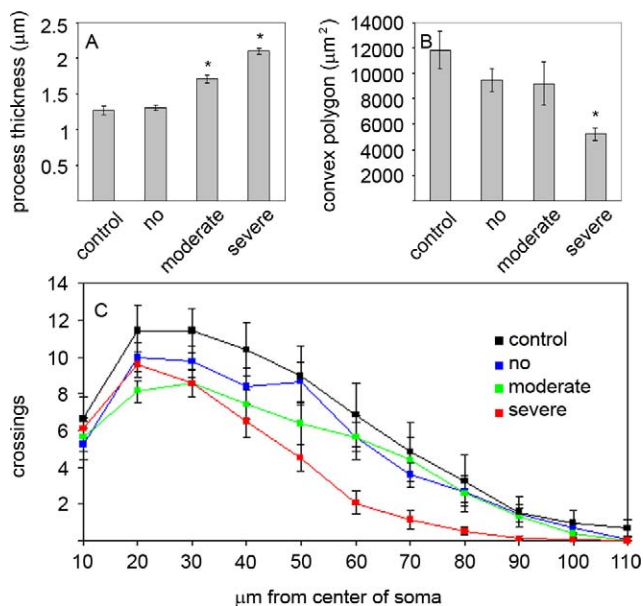 A
process thickness (µm)
2.5
2
1.5
1
0.5
*
*
control
no
moderate
severe
B
convex polygon (µm²)
14000
12000
10000
8000
6000
4000
2000
*
control
no
moderate
severe
C
crossings
14
12
10
8
6
4
2
control
no
moderate
severe
10 20 30 40 50 60 70 80 90 100 110
µm from center of soma